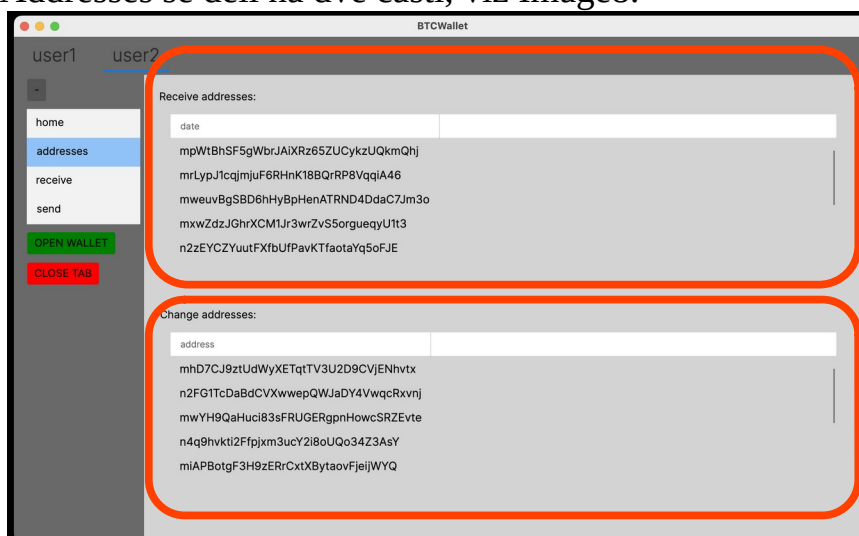 Addresses se dělí na dvě části, viz Image8.
BTCWallet
user1 user2
-
home
addresses
receive
send
OPEN WALLET
CLOSE TAB
Receive addresses:
date
mpWtBhSF5gWbrJAiXRz65ZUCykzUQkmQhj
mrLypJ1cqjmjuF6RHnK18BQrRP8VqqiA46
mweuvBgSBD6hHyBpHenATRND4DdaC7Jm3o
mxwZdzJGhrXCM1Jr3wrZvS5orgueqyU1t3
n2zEYCZYuutFXfbUfPavKTfaotaYq5oFJE
Change addresses:
address
mhD7CJ9ztUdWyXETqtTV3U2D9CVjENhvtx
n2FG1TcDaBdCVXwwepQWJaDY4VwqcRxvnj
mwYH9QaHuci83sFRUGERgpnHowcSRZEvte
n4q9hvkti2Ffpjxm3ucY2i8oUQo34Z3AsY
miAPBotgF3H9zERrCxtXBytaovFjeijWYQ